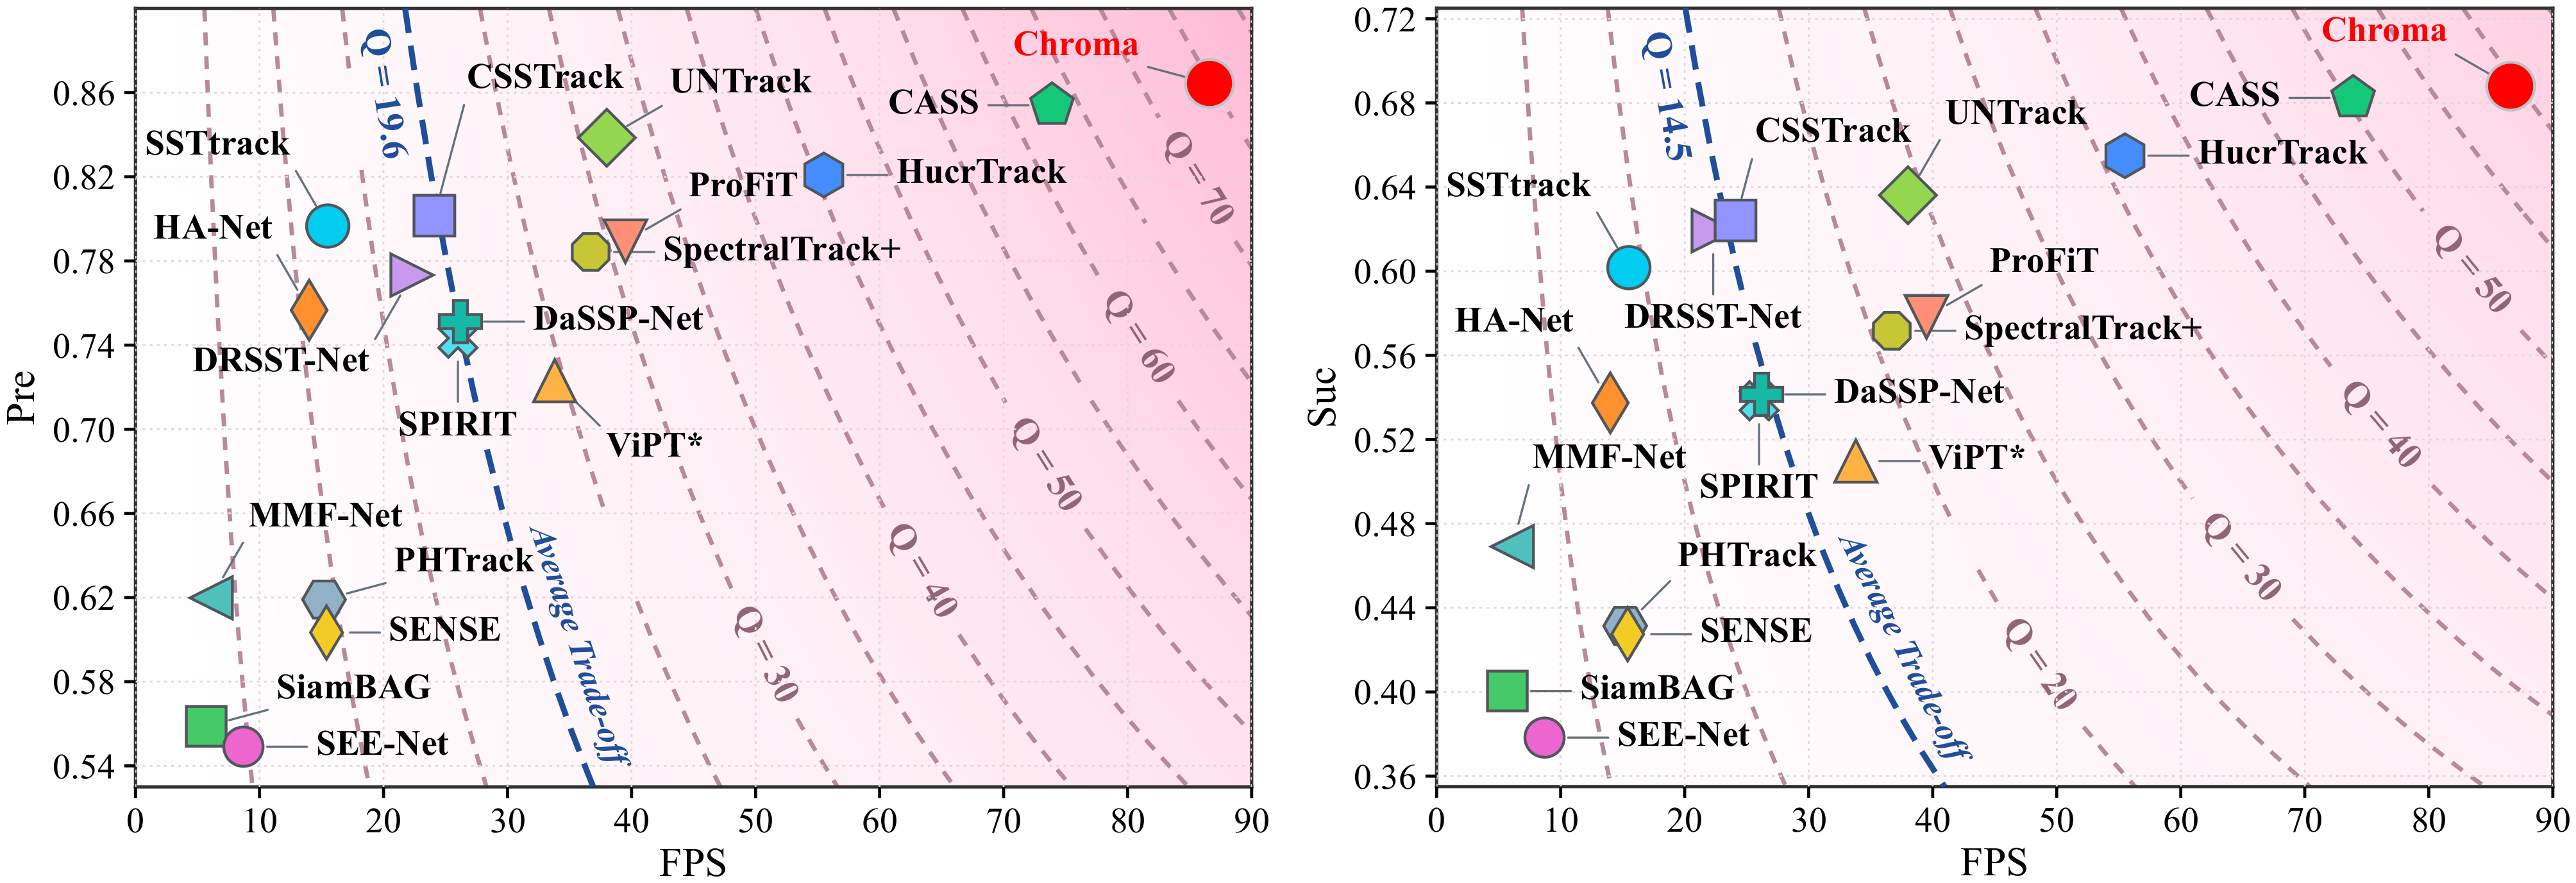 Chroma
CSSTrack
UNTrack
CASS
SSTtrack
HucrTrack
ProFiT
HA-Net
SpectralTrack+
DaSSP-Net
DRSST-Net
SPIRIT
ViPT*
MMF-Net
PHTrack
SENSE
SiamBAG
SEE-Net
Q = 19.6
Average Trade-off
Q = 70
Q = 60
Q = 50
Q = 40
Q = 30
0.86
0.82
0.78
0.74
0.70
0.66
0.62
0.58
0.54
Pre
0 10 20 30 40 50 60 70 80 90
FPS
Chroma
CASS
UNTrack
CSSTrack
HucrTrack
SSTtrack
ProFiT
DRSST-Net
HA-Net
SpectralTrack+
DaSSP-Net
MMF-Net
ViPT*
SPIRIT
PHTrack
SENSE
SiamBAG
SEE-Net
Q = 14.5
Average Trade-off
Q = 50
Q = 40
Q = 30
Q = 20
0.72
0.68
0.64
0.60
0.56
0.52
0.48
0.44
0.40
0.36
Suc
0 10 20 30 40 50 60 70 80 90
FPS